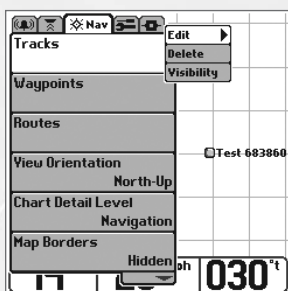 Nav
Tracks
Edit
Delete
Visibility
Waypoints
Routes
Test 683860
View Orientation
North-Up
Chart Detail Level
Navigation
Map Borders
Hidden
ph
030°t